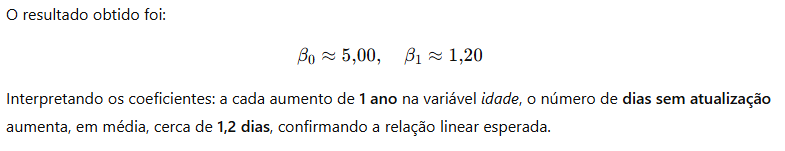 O resultado obtido foi:
β₀ ≈ 5,00, β₁ ≈ 1,20
Interpretando os coeficientes: a cada aumento de 1 ano na variável idade, o número de dias sem atualização
aumenta, em média, cerca de 1,2 dias, confirmando a relação linear esperada.